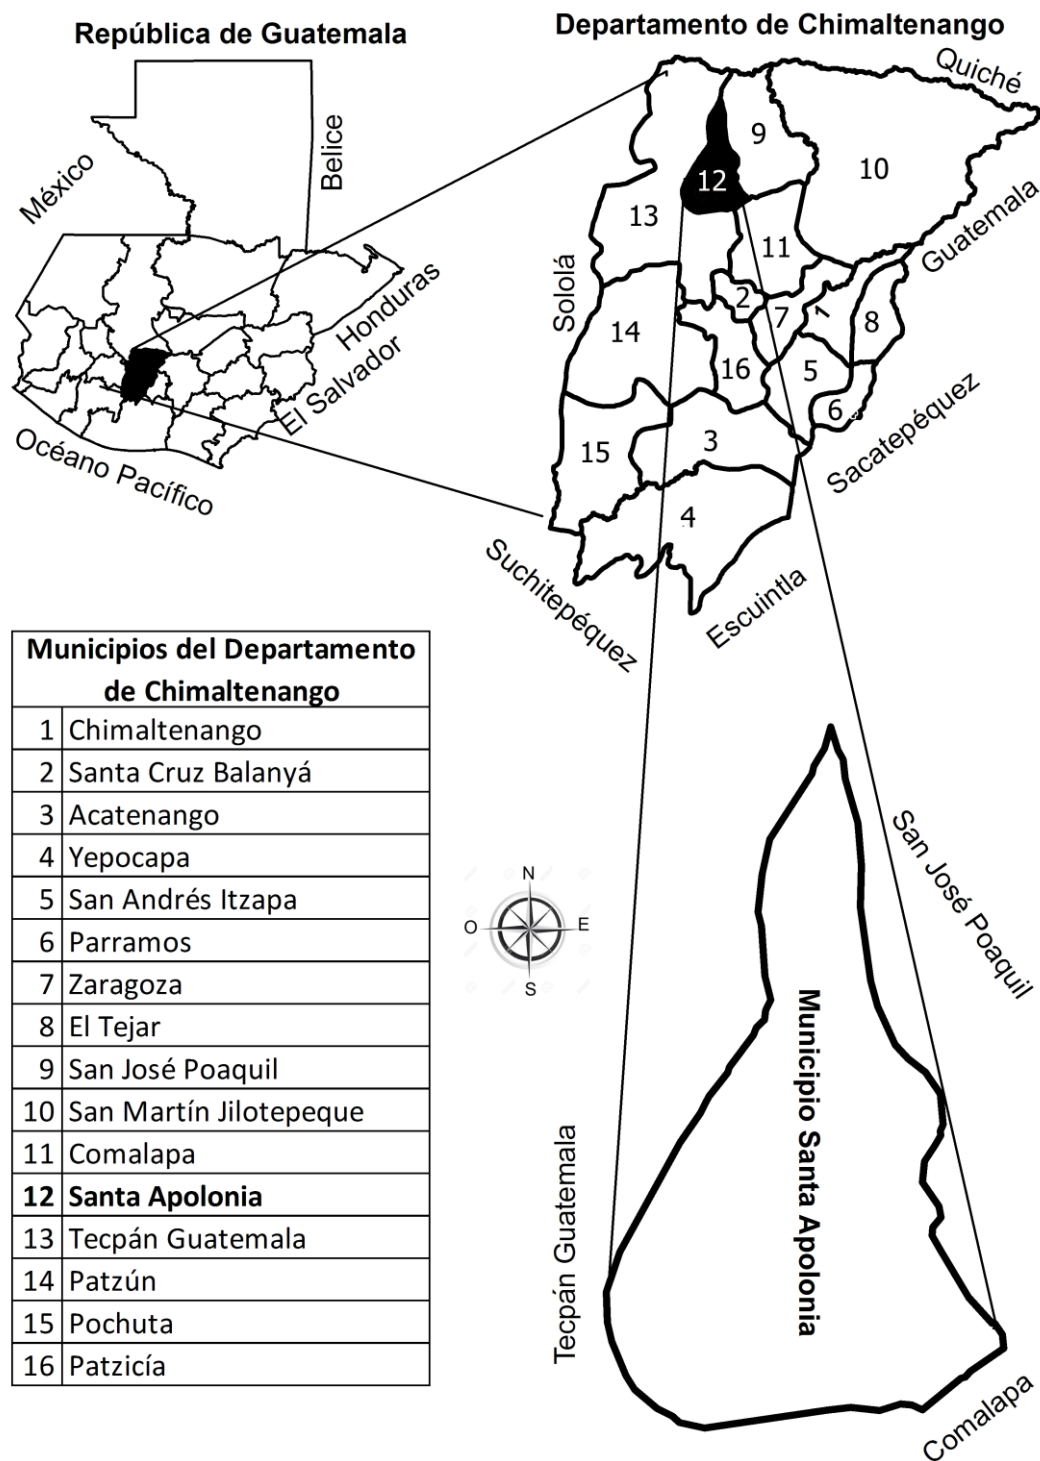 República de Guatemala
Departamento de Chimaltenango
México
Belice
Honduras
El Salvador
Océano Pacífico
Quiché
Guatemala
Sololá
Sacatepéquez
Suchitepéquez
Escuintla
9
10
12
13
11
2
7
1
8
14
16
5
6
15
3
4
Municipios del Departamento
de Chimaltenango
1 Chimaltenango
2 Santa Cruz Balanyá
3 Acatenango
4 Yepocapa
5 San Andrés Itzapa
6 Parramos
7 Zaragoza
8 El Tejar
9 San José Poaquil
10 San Martín Jilotepeque
11 Comalapa
12 Santa Apolonia
13 Tecpán Guatemala
14 Patzún
15 Pochuta
16 Patzicía
N
O
E
S
San José Poaquil
Municipio Santa Apolonia
Tecpán Guatemala
Comalapa